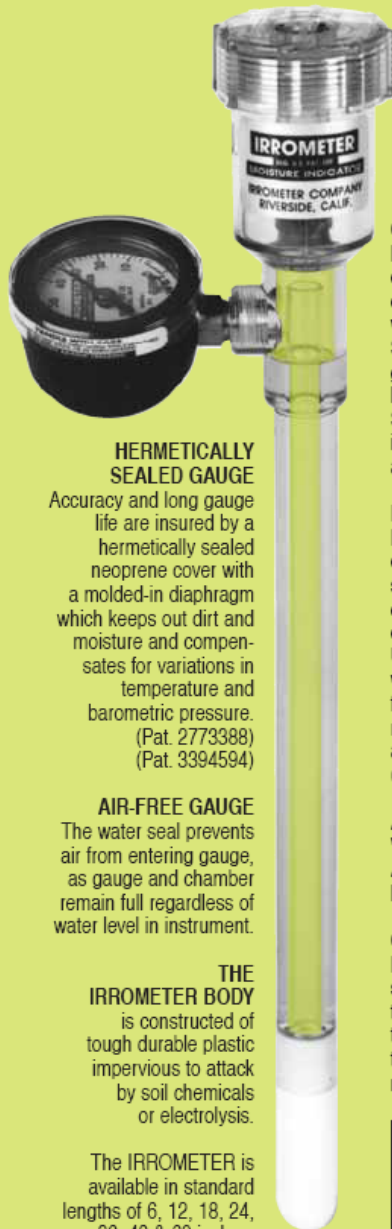 IRROMETER
MOISTURE INDICATOR
IRROMETER COMPANY
RIVERSIDE, CALIF.
HERMETICALLY
SEALED GAUGE
Accuracy and long gauge
life are insured by a
hermetically sealed
neoprene cover with
a molded-in diaphragm
which keeps out dirt and
moisture and compen-
sates for variations in
temperature and
barometric pressure.
(Pat. 2773388)
(Pat. 3394594)
AIR-FREE GAUGE
The water seal prevents
air from entering gauge,
as gauge and chamber
remain full regardless of
water level in instrument.
THE
IRROMETER BODY
is constructed of
tough durable plastic
impervious to attack
by soil chemicals
or electrolysis.
The IRROMETER is
available in standard
lengths of 6, 12, 18, 24,